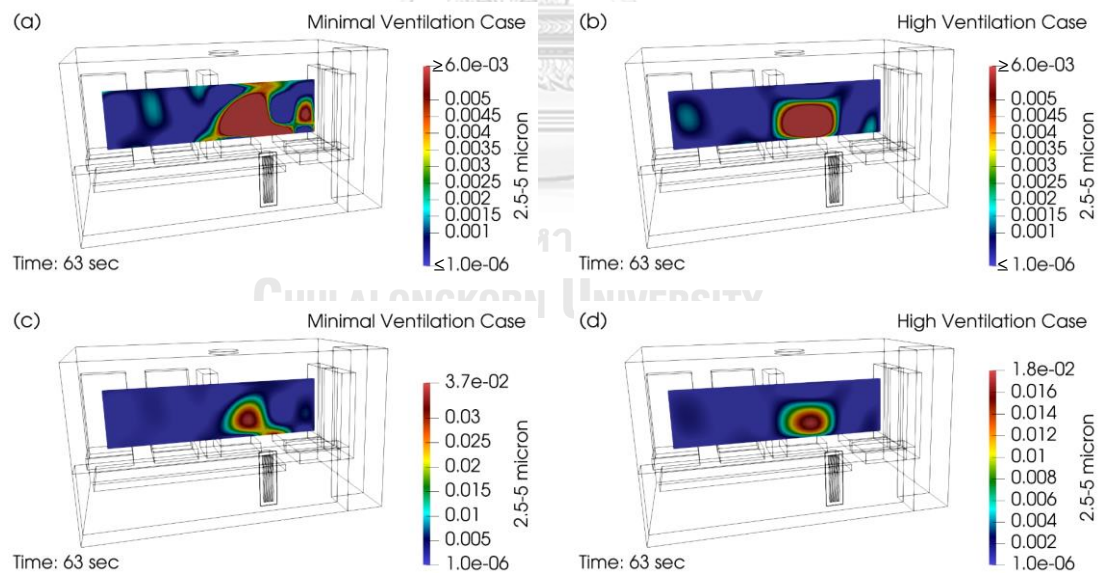 (a)
Minimal Ventilation Case
≥6.0e-03
0.005
0.0045
0.004
0.0035
0.003
0.0025
0.002
0.0015
0.001
≤1.0e-06
2.5-5 micron
Time: 63 sec
(b)
High Ventilation Case
≥6.0e-03
0.005
0.0045
0.004
0.0035
0.003
0.0025
0.002
0.0015
0.001
≤1.0e-06
2.5-5 micron
Time: 63 sec
CHULALONGKORN UNIVERSITY
(c)
Minimal Ventilation Case
3.7e-02
0.03
0.025
0.02
0.015
0.01
0.005
1.0e-06
2.5-5 micron
Time: 63 sec
(d)
High Ventilation Case
1.8e-02
0.016
0.014
0.012
0.01
0.008
0.006
0.004
0.002
1.0e-06
2.5-5 micron
Time: 63 sec